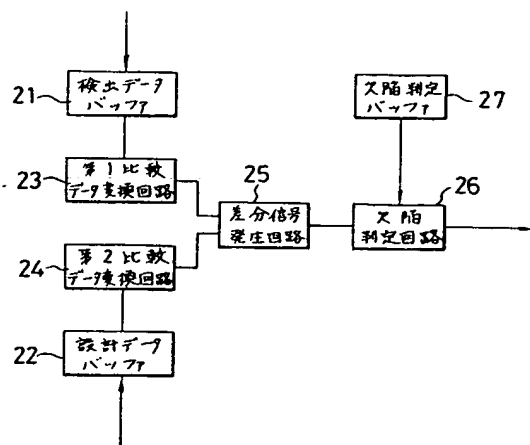 21
検出データ
バッファ
欠陥判定
バッファ
27
23
第1比較
データ変換回路
25
差分信号
発生回路
26
欠陥
判定回路
24
第2比較
データ変換回路
22
設計データ
バッファ